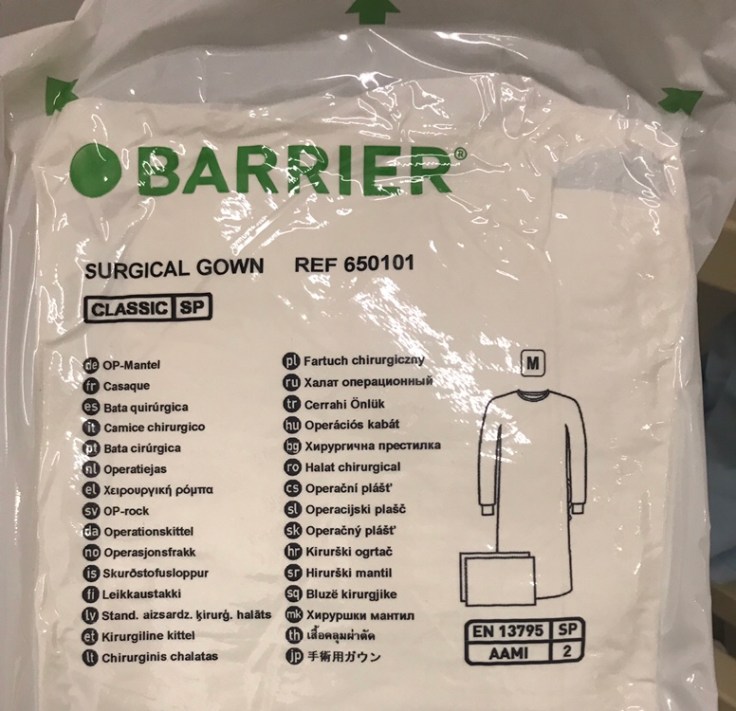 BARRIER®
SURGICAL GOWN REF 650101
CLASSIC SP
de OP-Mantel
fr Casaque
es Bata quirúrgica
it Camice chirurgico
pt Bata cirúrgica
nl Operatiejas
el Χειρουργική ρόμπα
sv OP-rock
da Operationskittel
no Operasjonsfrakk
is Skurðstofusloppur
fi Leikkaustakki
lv Stand. aizsardz. ķirurģ. halāts
et Kirurgiline kittel
lt Chirurginis chalatas
pl Fartuch chirurgiczny
ru Халат операционный
tr Cerrahi Önlük
hu Operációs kabát
bg Хирургична престилка
ro Halat chirurgical
cs Operační plášť
sl Operacijski plašč
sk Operačný plášť
hr Kirurški ogrtač
sr Hirurški mantil
sq Bluzë kirurgjike
mk Хируршки мантил
th เสื้อคลุมผ่าตัด
jp 手術用ガウン
M
EN 13795 SP
AAMI 2